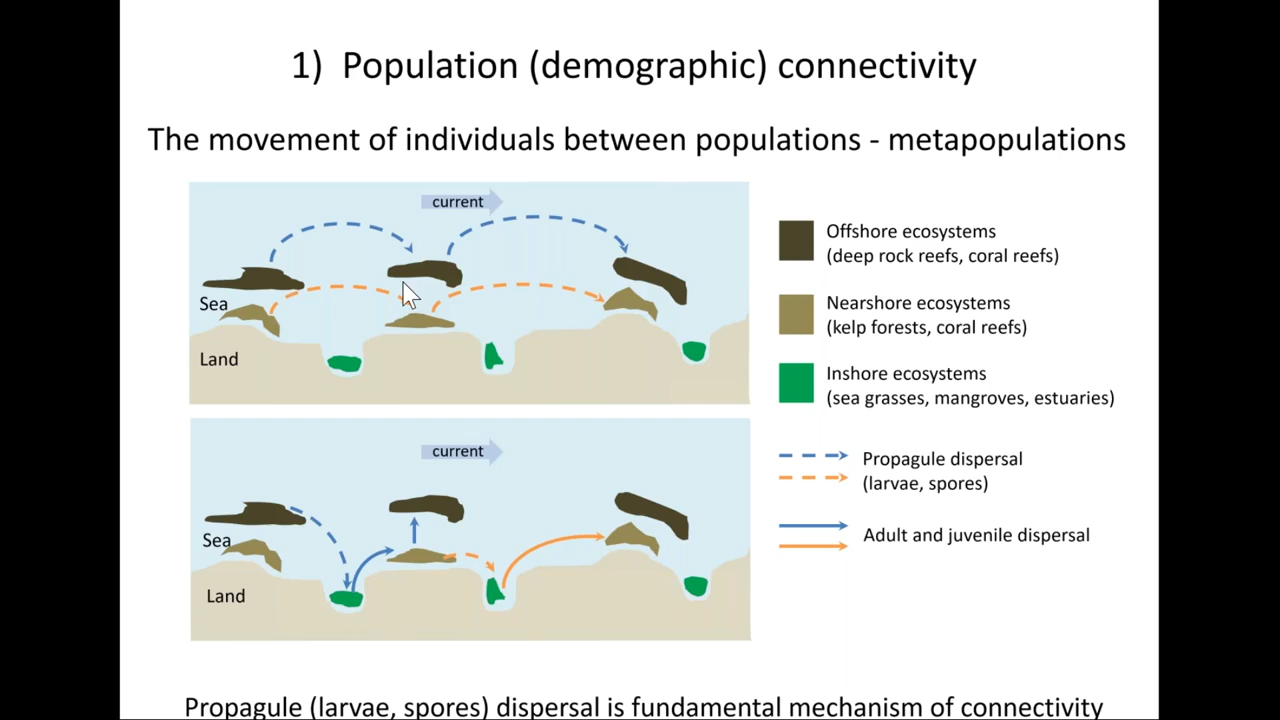 1) Population (demographic) connectivity
The movement of individuals between populations - metapopulations
current
Sea
Land
Offshore ecosystems
(deep rock reefs, coral reefs)
Nearshore ecosystems
(kelp forests, coral reefs)
Inshore ecosystems
(sea grasses, mangroves, estuaries)
current
Sea
Land
Propagule dispersal
(larvae, spores)
Adult and juvenile dispersal
Propagule (larvae, spores) dispersal is fundamental mechanism of connectivity